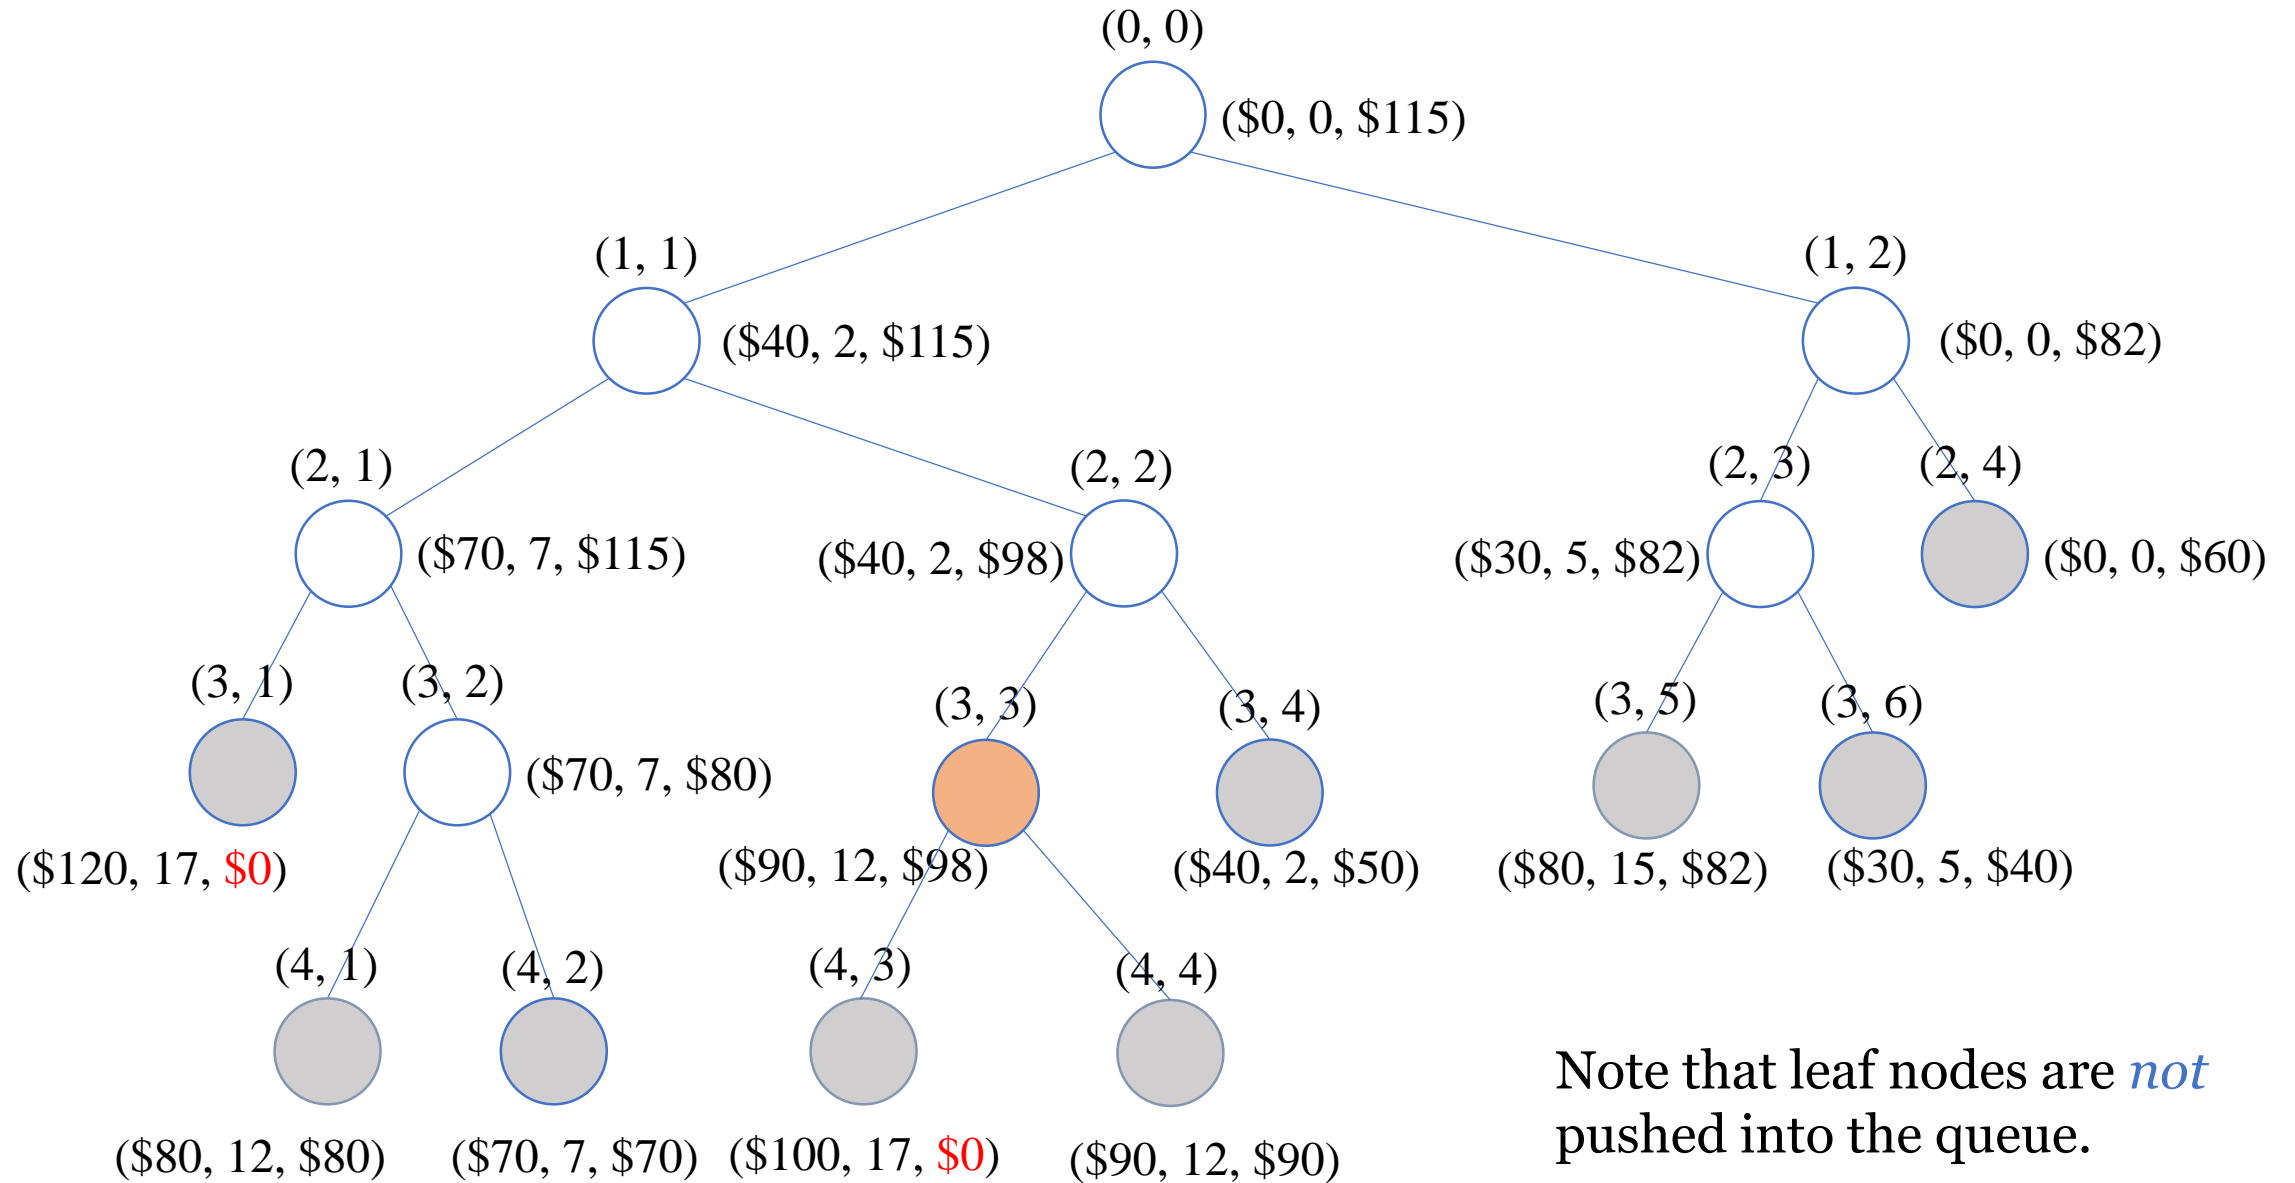 (0, 0)
($0, 0, $115)
(1, 1)
(1, 2)
($40, 2, $115)
($0, 0, $82)
(2, 1)
(2, 2)
(2, 3)
(2, 4)
($70, 7, $115)
($40, 2, $98)
($30, 5, $82)
($0, 0, $60)
(3, 1)
(3, 2)
(3, 3)
(3, 4)
(3, 5)
(3, 6)
($70, 7, $80)
($120, 17, $0)
($90, 12, $98)
($40, 2, $50)
($80, 15, $82)
($30, 5, $40)
(4, 1)
(4, 2)
(4, 3)
(4, 4)
($80, 12, $80)
($70, 7, $70)
($100, 17, $0)
($90, 12, $90)
Note that leaf nodes are not
pushed into the queue.